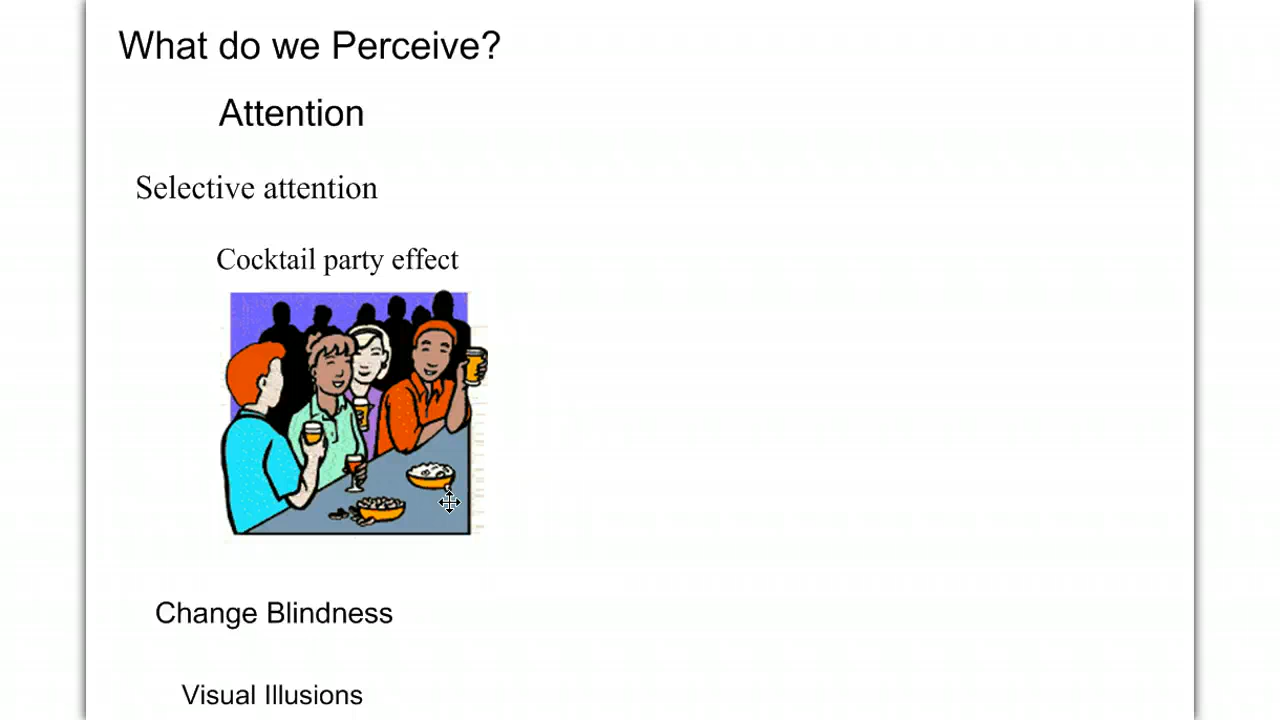 What do we Perceive?
Attention
Selective attention
Cocktail party effect
Change Blindness
Visual Illusions